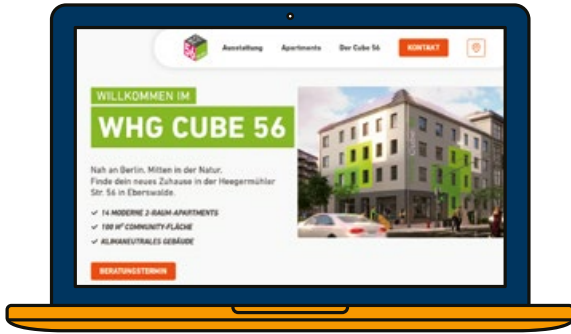 Ausstattung Apartments Der Cube 56 KONTAKT
WILLKOMMEN IM
WHG CUBE 56
Nah an Berlin. Mitten in der Natur.
Finde dein neues Zuhause in der Heegermühler
Str. 56 in Eberswalde.
✓ 14 MODERNE 2-RAUM-APARTMENTS
✓ 100 M² COMMUNITY-FLÄCHE
✓ KLIMANEUTRALES GEBÄUDE
BERATUNGSTERMIN